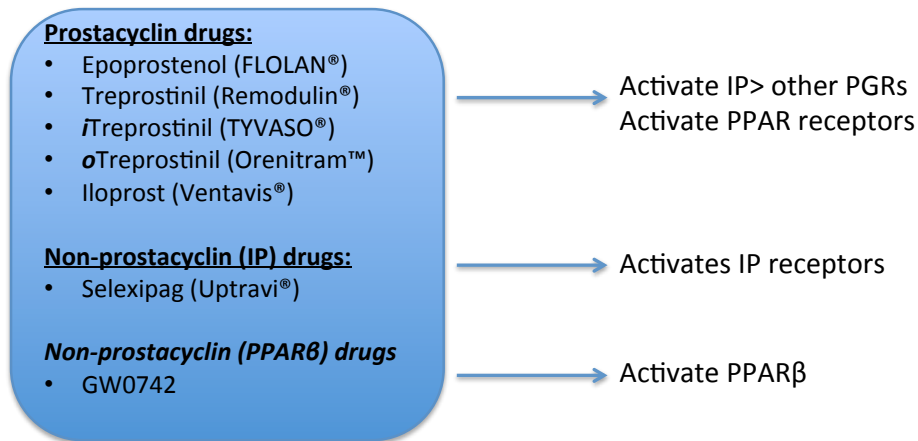 Prostacyclin drugs:
• Epoprostenol (FLOLAN®)
• Treprostinil (Remodulin®)
• iTreprostinil (TYVASO®)
• oTreprostinil (Orenitram™)
• Iloprost (Ventavis®)
Activate IP> other PGRs
Activate PPAR receptors
Non-prostacyclin (IP) drugs:
• Selexipag (Uptravi®)
Activates IP receptors
Non-prostacyclin (PPARβ) drugs
• GW0742
Activate PPARβ